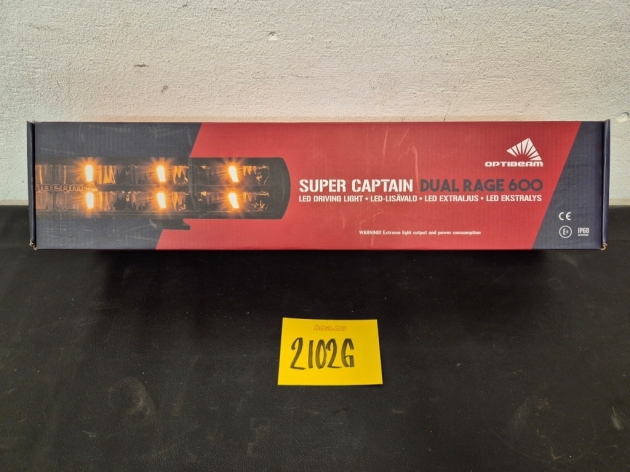 OPTIBEAM
SUPER CAPTAIN DUAL RAGE 600
LED DRIVING LIGHT • LED-LISÄVALO • LED EXTRALJUS • LED EKSTRALYS
WARNING! Extreme light output and power consumption
CE
E+ IP68
2102G